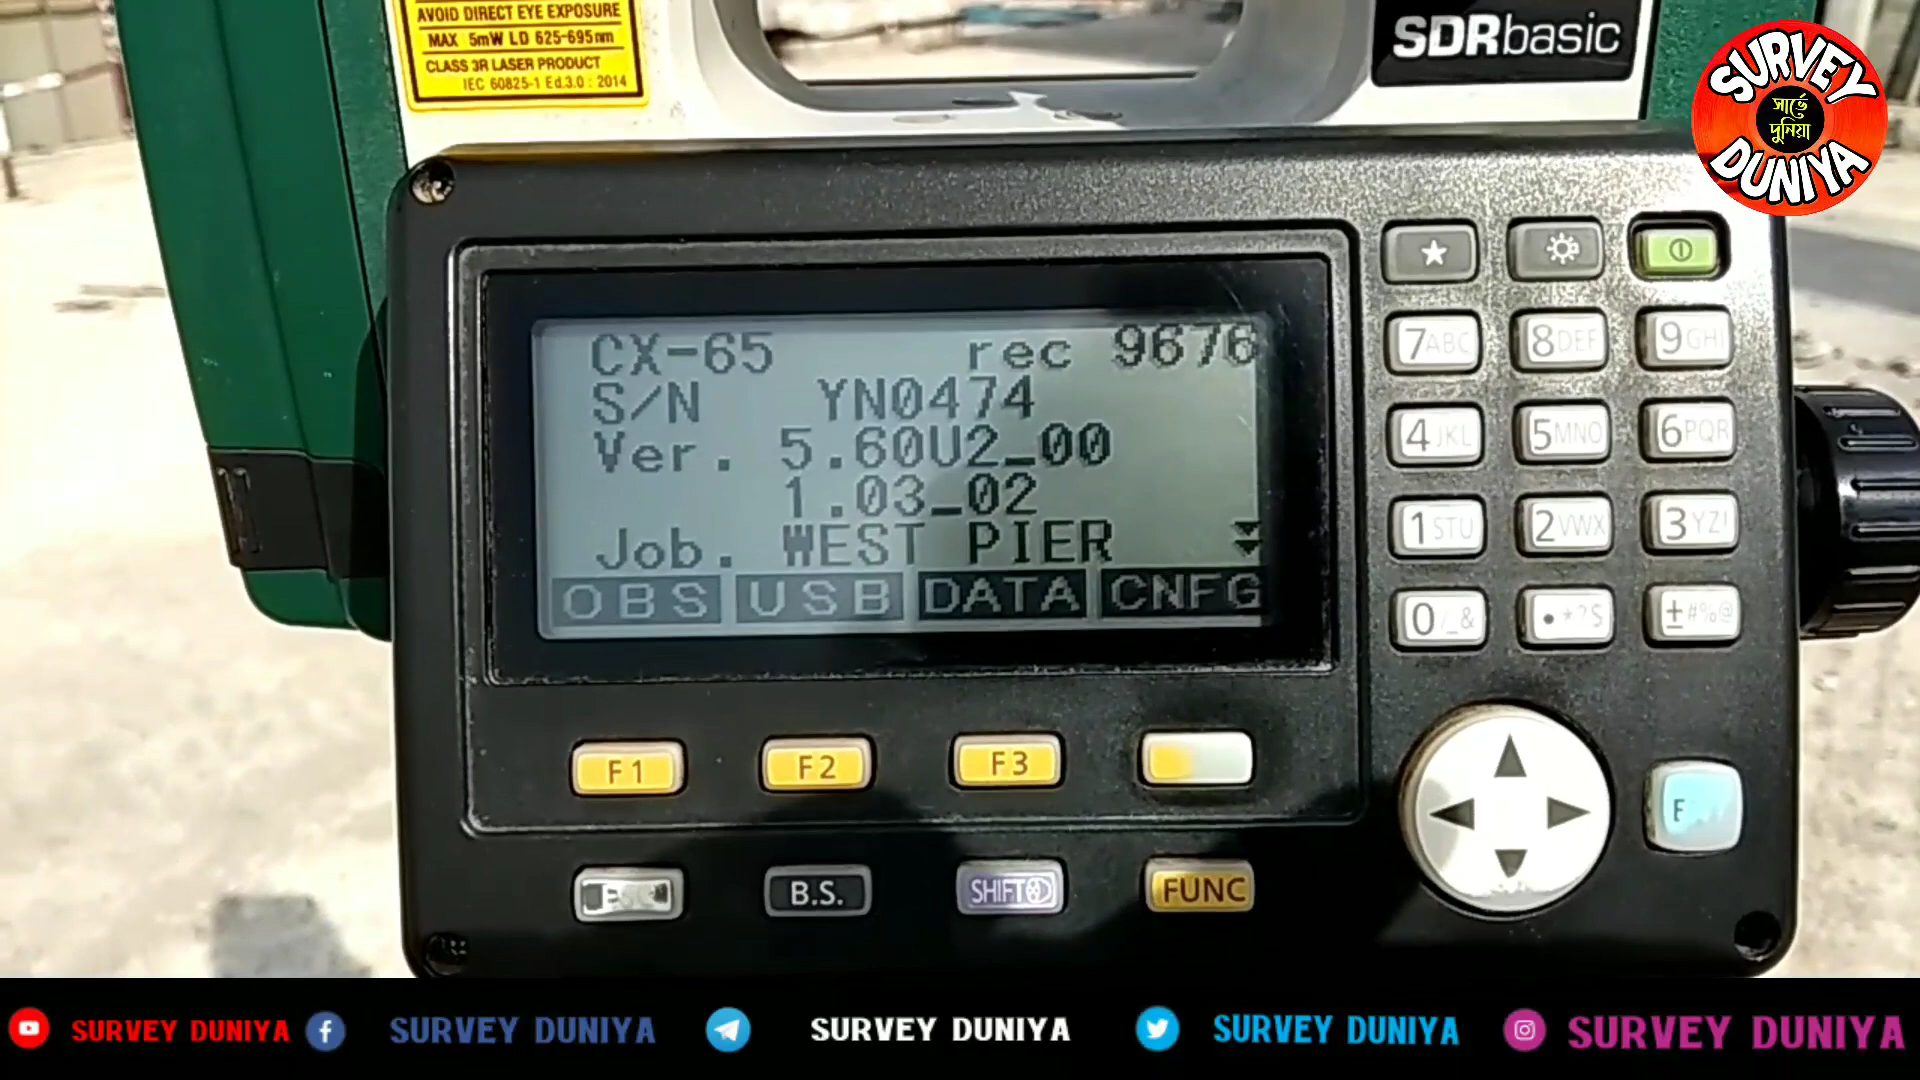 AVOID DIRECT EYE EXPOSURE
MAX 5mW LD 625-695nm
CLASS 3R LASER PRODUCT
IEC 60825-1 Ed.3.0 : 2014
SDRbasic
SURVEY
সার্ভে
দুনিয়া
DUNIYA
CX-65 rec 9676
S/N YN0474
Ver. 5.60U2_00
1.03_02
Job. WEST PIER
OBS USB DATA CNFG
7ABC 8DEF 9GHI
4JKL 5MNO 6PQR
1STU 2VWX 3YZ!
0/_& .*?$ ±#%@
F1 F2 F3
ESC B.S. SHIFT FUNC
SURVEY DUNIYA SURVEY DUNIYA SURVEY DUNIYA SURVEY DUNIYA SURVEY DUNIYA